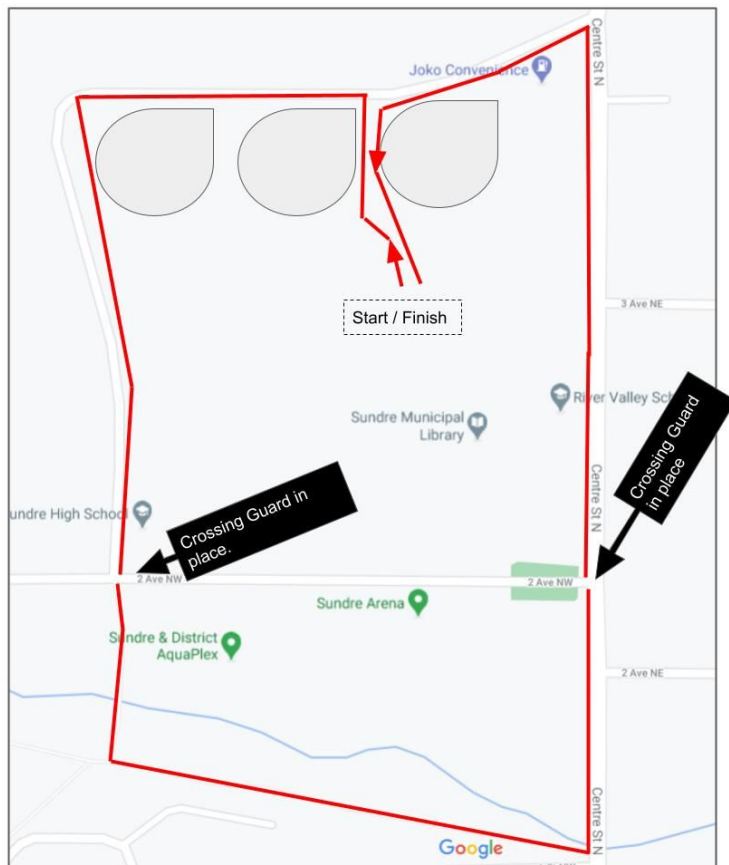 Centre St N
Joko Convenience
3 Ave NE
Start / Finish
River Valley Sch
Sundre Municipal
Library
Crossing Guard
in place
Centre St N
Crossing Guard in
place.
undre High School
2 Ave NW
2 Ave NW
Sundre Arena
Sundre & District
AquaPlex
2 Ave NE
Centre St N
Google